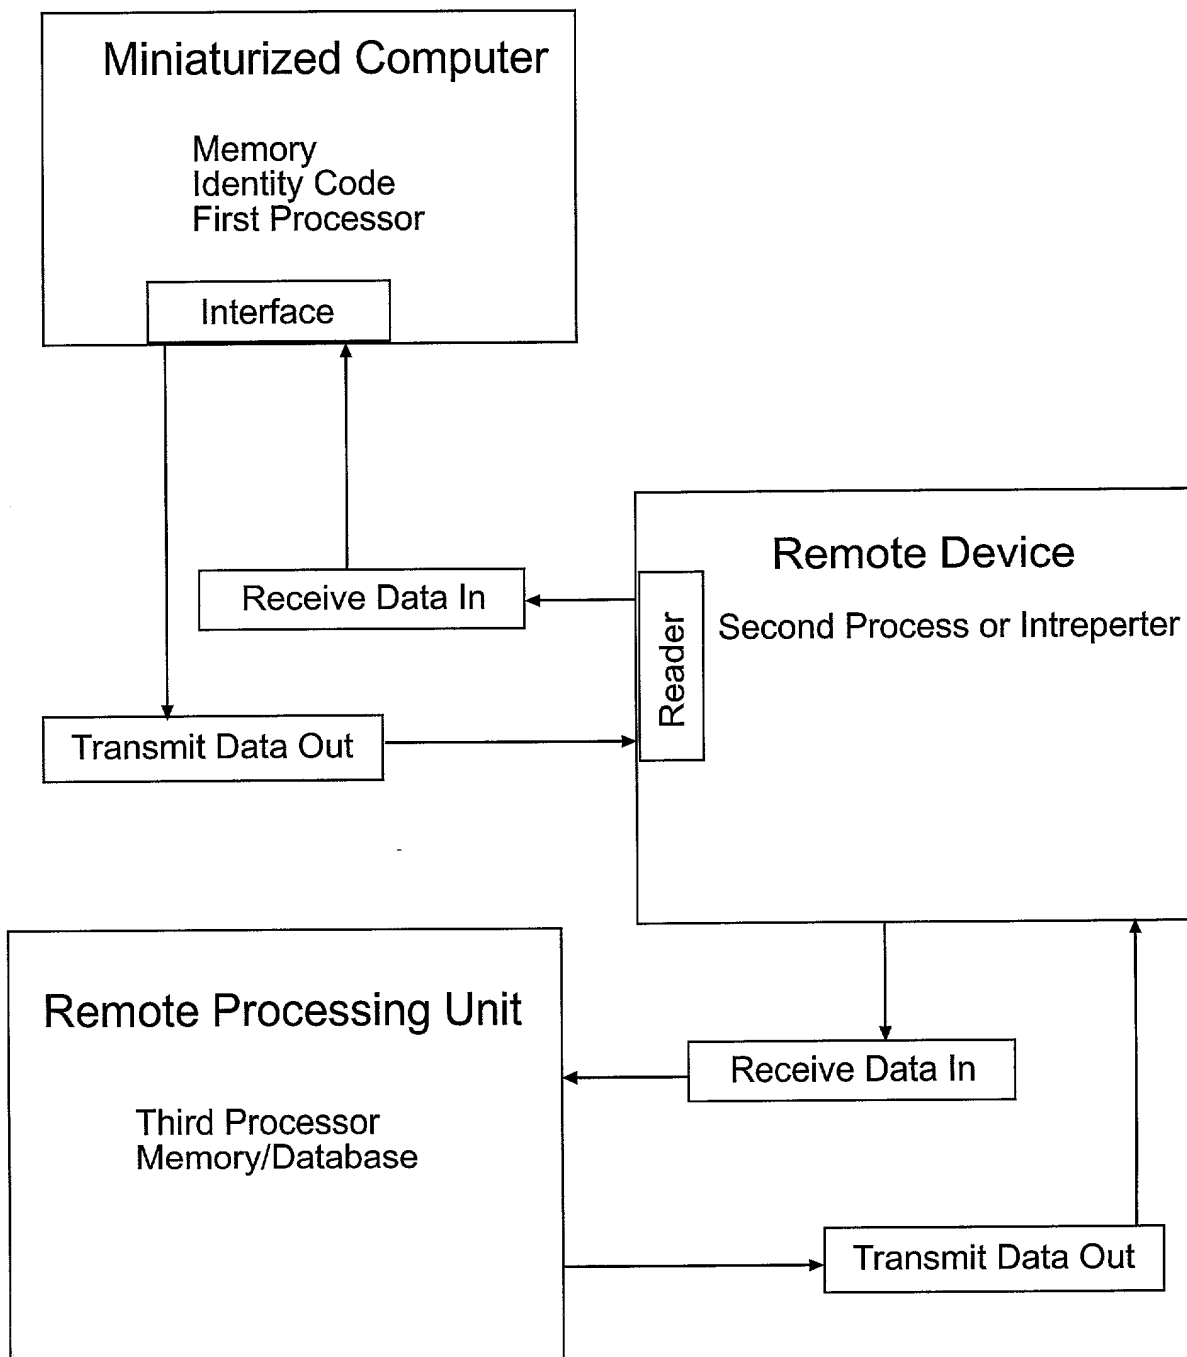 Miniaturized Computer
Memory
Identity Code
First Processor
Interface
Remote Device
Receive Data In
Second Process or Intreperter
Reader
Transmit Data Out
Remote Processing Unit
Receive Data In
Third Processor
Memory/Database
Transmit Data Out